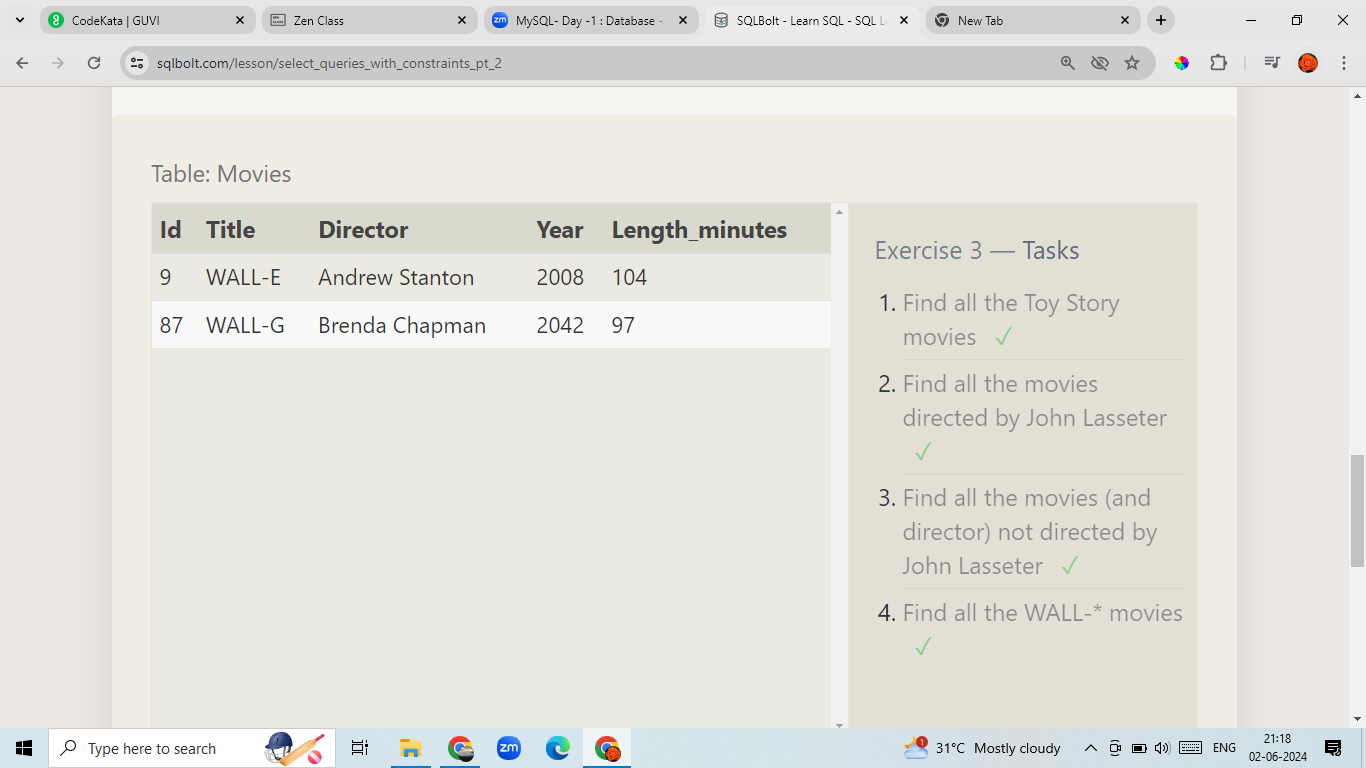 CodeKata | GUVI
Zen Class
MySQL- Day -1 : Database -
SQLBolt - Learn SQL - SQL Le
New Tab
sqlbolt.com/lesson/select_queries_with_constraints_pt_2
Table: Movies
Id Title Director Year Length_minutes
9 WALL-E Andrew Stanton 2008 104
87 WALL-G Brenda Chapman 2042 97
Exercise 3 — Tasks
1. Find all the Toy Story
movies ✓
2. Find all the movies
directed by John Lasseter
✓
3. Find all the movies (and
director) not directed by
John Lasseter ✓
4. Find all the WALL-* movies
✓
Type here to search
zm
1
31°C Mostly cloudy
ENG
21:18
02-06-2024